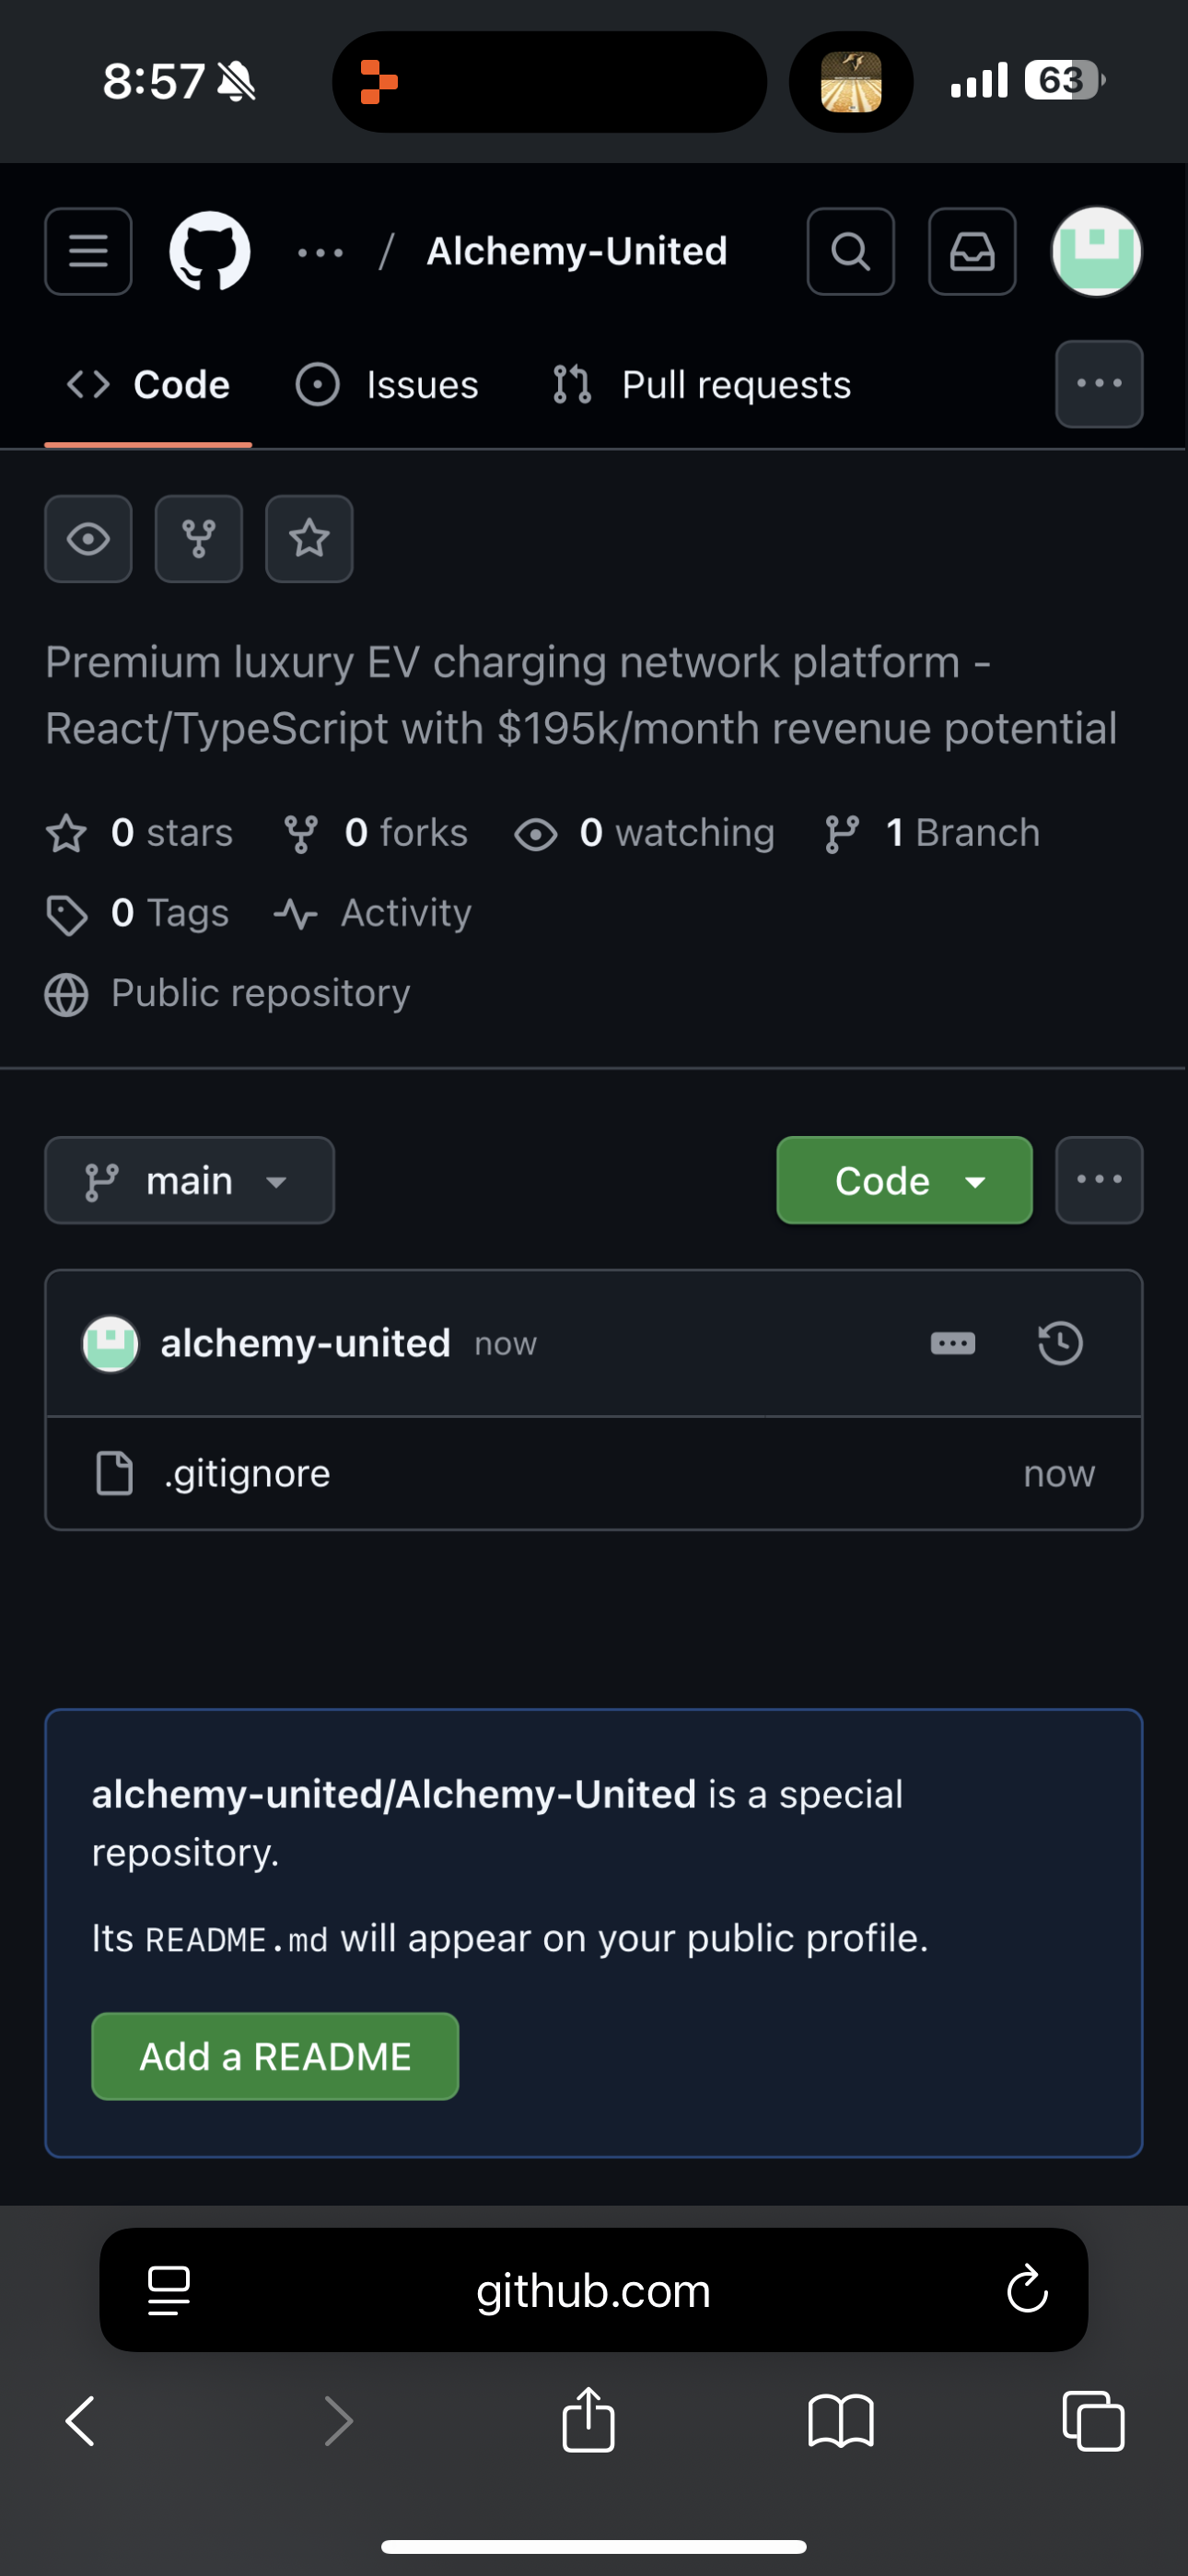 8:57
63
... / Alchemy-United
Code Issues Pull requests ...
Premium luxury EV charging network platform -
React/TypeScript with $195k/month revenue potential
0 stars 0 forks 0 watching 1 Branch
0 Tags Activity
Public repository
main Code ...
alchemy-united now ...
.gitignore now
alchemy-united/Alchemy-United is a special
repository.
Its README.md will appear on your public profile.
Add a README
github.com